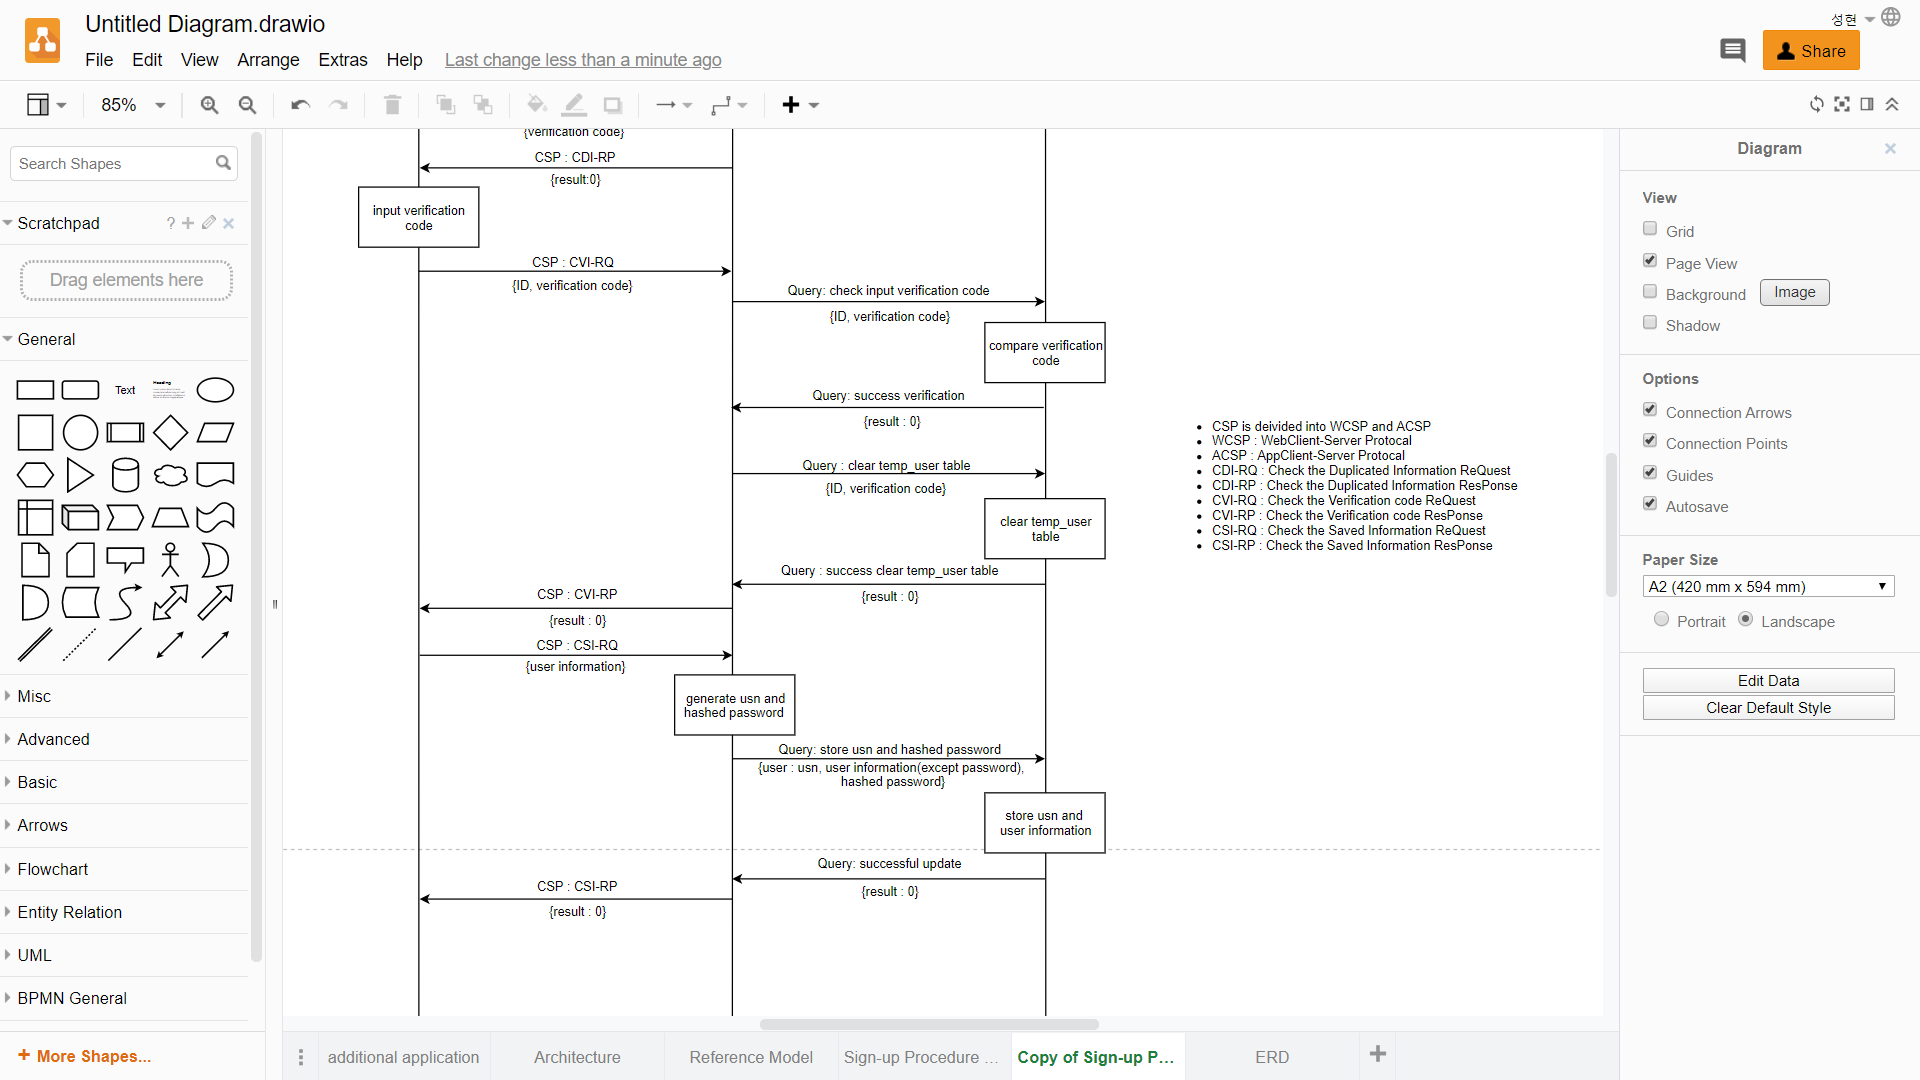 Untitled Diagram.drawio
성현
File Edit View Arrange Extras Help Last change less than a minute ago
Share
85%
Search Shapes
Scratchpad
?
Drag elements here
General
Text
Heading
Misc
Advanced
Basic
Arrows
Flowchart
Entity Relation
UML
BPMN General
+ More Shapes...
{verification code}
CSP : CDI-RP
{result:0}
input verification
code
CSP : CVI-RQ
{ID, verification code}
Query: check input verification code
{ID, verification code}
compare verification
code
Query: success verification
{result : 0}
Query : clear temp_user table
{ID, verification code}
clear temp_user
table
Query : success clear temp_user table
{result : 0}
CSP : CVI-RP
{result : 0}
CSP : CSI-RQ
{user information}
generate usn and
hashed password
Query: store usn and hashed password
{user : usn, user information(except password),
hashed password}
store usn and
user information
Query: successful update
{result : 0}
CSP : CSI-RP
{result : 0}
• CSP is deivided into WCSP and ACSP
• WCSP : WebClient-Server Protocal
• ACSP : AppClient-Server Protocal
• CDI-RQ : Check the Duplicated Information ReQuest
• CDI-RP : Check the Duplicated Information ResPonse
• CVI-RQ : Check the Verification code ReQuest
• CVI-RP : Check the Verification code ResPonse
• CSI-RQ : Check the Saved Information ReQuest
• CSI-RP : Check the Saved Information ResPonse
additional application Architecture Reference Model Sign-up Procedure ... Copy of Sign-up P... ERD
Diagram
View
Grid
Page View
Background Image
Shadow
Options
Connection Arrows
Connection Points
Guides
Autosave
Paper Size
A2 (420 mm x 594 mm)
Portrait Landscape
Edit Data
Clear Default Style